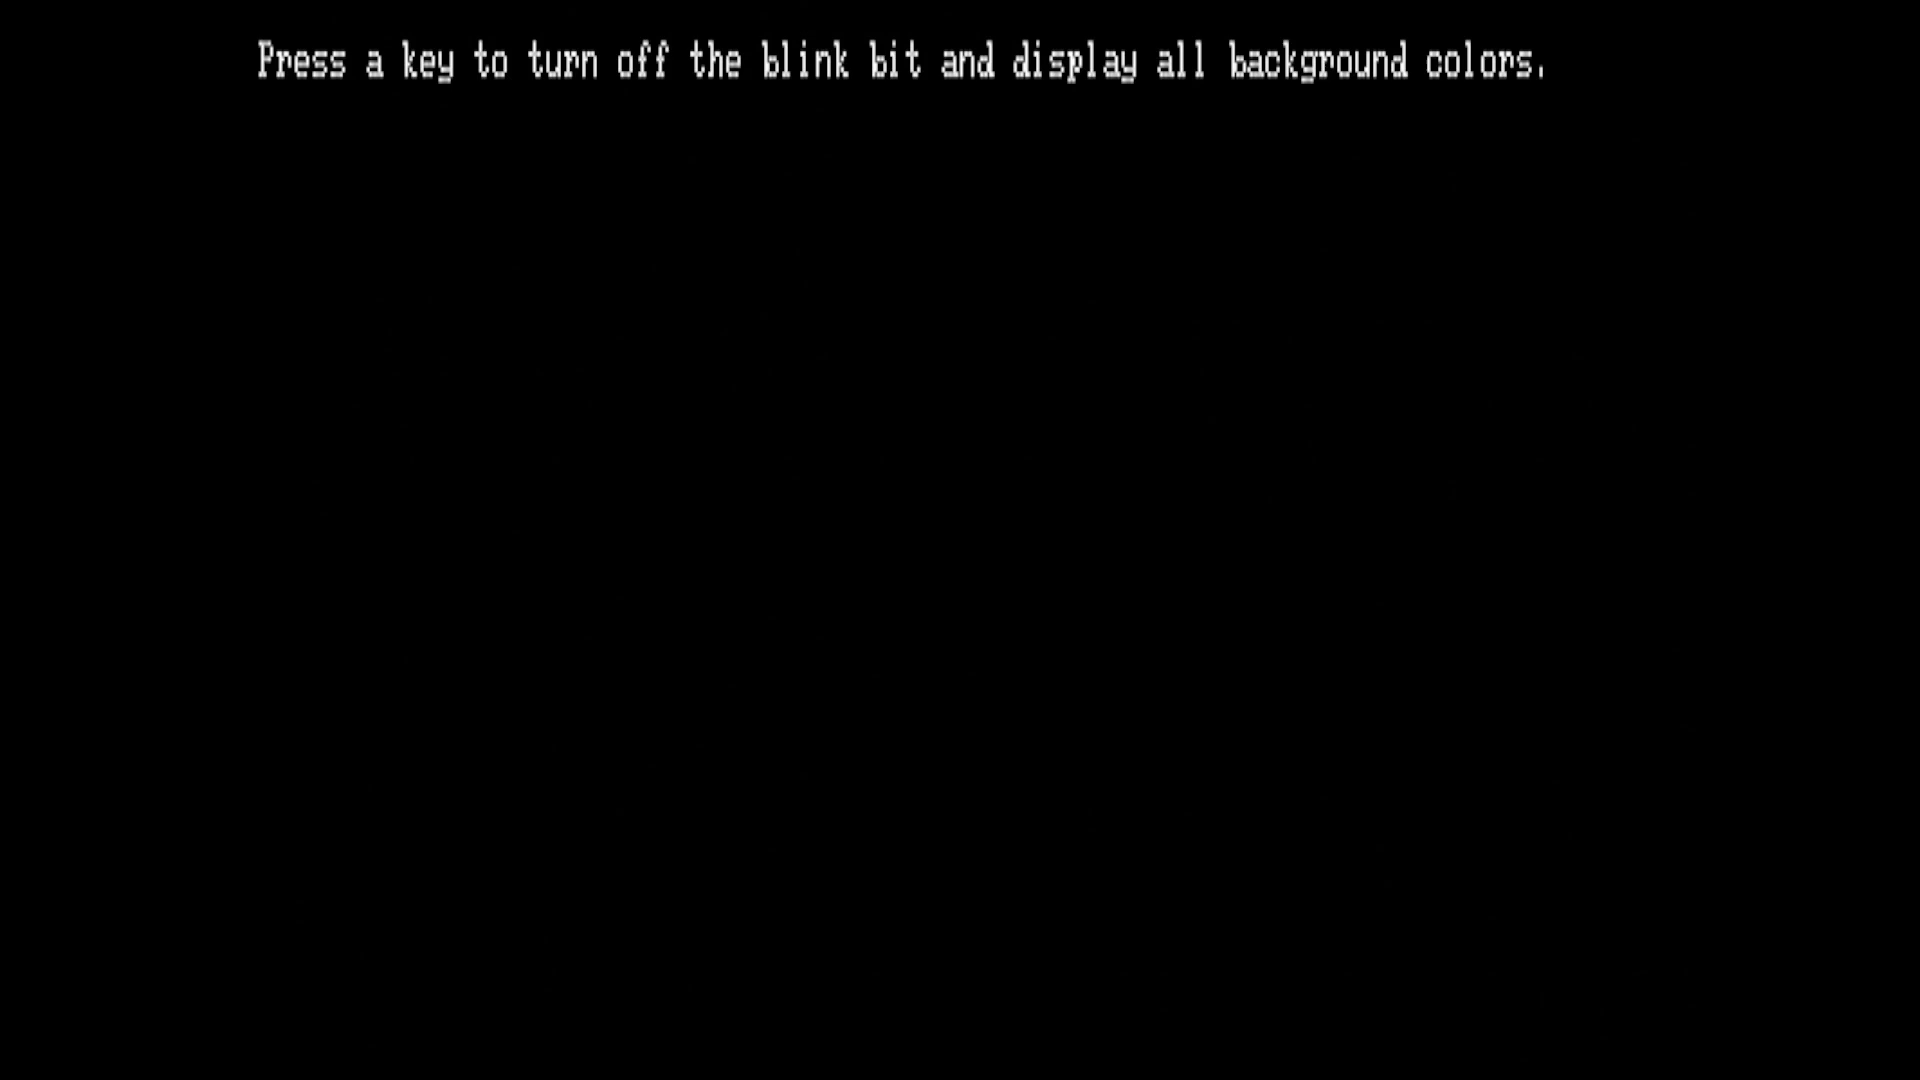 Press a key to turn off the blink bit and display all background colors.